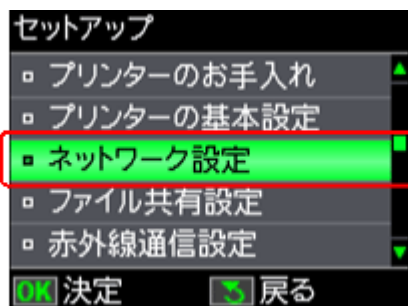 セットアップ
プリンターのお手入れ
プリンターの基本設定
ネットワーク設定
ファイル共有設定
赤外線通信設定
OK 決定 戻る